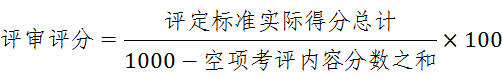 评审评分 = 评定标准实际得分总计 / (1000 − 空项考评内容分数之和) × 100